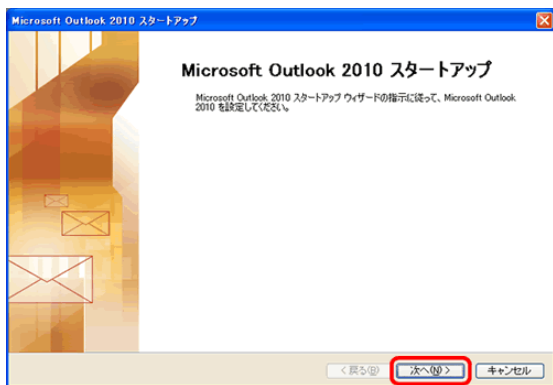 Microsoft Outlook 2010 スタートアップ
Microsoft Outlook 2010 スタートアップ
Microsoft Outlook 2010 スタートアップ ウィザードの指示に従って、Microsoft Outlook
2010 を設定してください。
< 戻る(B)
次へ(N) >
キャンセル